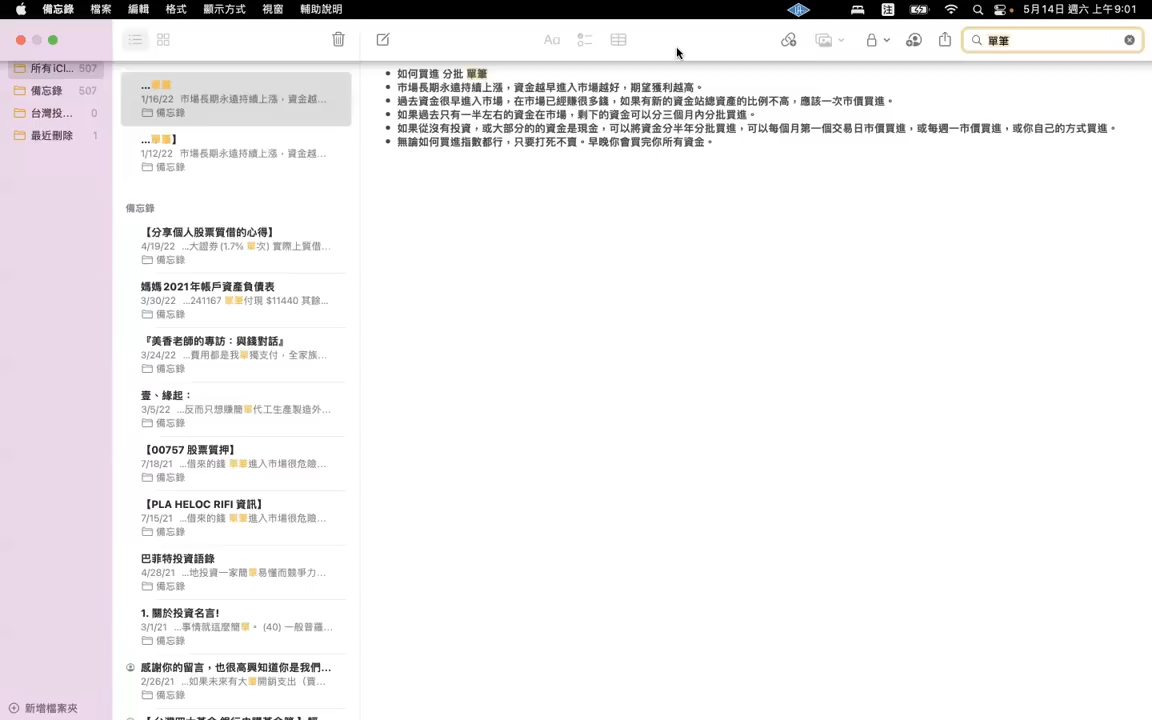 備忘錄 檔案 編輯 格式 顯示方式 視窗 輔助說明 注 5月14日 週六 上午9:01
Aa 單筆
所有iCl... 507
備忘錄 507
台灣投... 0
最近刪除 1
新增檔案夾
...單筆
1/16/22 市場長期永遠持續上漲，資金越...
備忘錄
...單筆】
1/12/22 市場長期永遠持續上漲，資金越...
備忘錄
備忘錄
【分享個人股票質借的心得】
4/19/22 ...大證券 (1.7% 單次) 實際上質借...
備忘錄
媽媽2021年帳戶資產負債表
3/30/22 ...241167 單筆付現 $11440 其餘...
備忘錄
『美香老師的專訪：與錢對話』
3/24/22 ...費用都是我單獨支付，全家族...
備忘錄
壹、緣起：
3/5/22 ...反而只想賺簡單代工生產製造外...
備忘錄
【00757 股票質押】
7/18/21 ...借來的錢 單筆進入市場很危險...
備忘錄
【PLA HELOC RIFI 資訊】
7/15/21 ...借來的錢 單筆進入市場很危險...
備忘錄
巴菲特投資語錄
4/28/21 ...地投資一家簡單易懂而競爭力...
備忘錄
1. 關於投資名言!
3/1/21 ...事情就這麼簡單。 (40) 一般普羅...
備忘錄
感謝你的留言，也很高興知道你是我們...
2/26/21 ...如果未來有大單開銷支出（買...
備忘錄
如何買進 分批 單筆
市場長期永遠持續上漲，資金越早進入市場越好，期望獲利越高。
過去資金很早進入市場，在市場已經賺很多錢，如果有新的資金站總資產的比例不高，應該一次市價買進。
如果過去只有一半左右的資金在市場，剩下的資金可以分三個月內分批買進。
如果從沒有投資，或大部分的的資金是現金，可以將資金分半年分批買進，可以每個月第一個交易日市價買進，或每週一市價買進，或你自己的方式買進。
無論如何買進指數都行，只要打死不賣。早晚你會買完你所有資金。